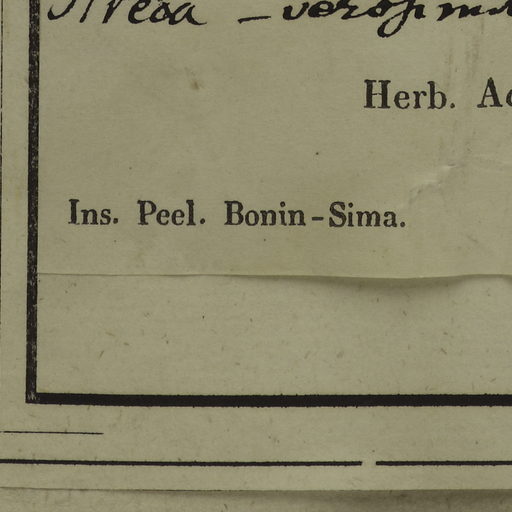 Herb. Ac
Ins. Peel. Bonin-Sima.